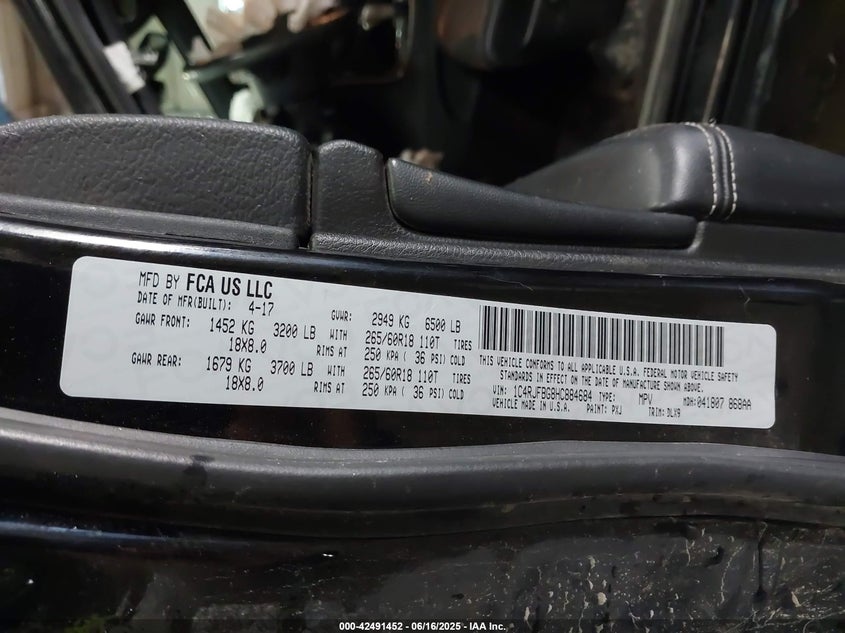 MFD BY FCA US LLC
DATE OF MFR(BUILT): 4-17
GVWR: 2949 KG 6500 LB
GAWR FRONT: 1452 KG 3200 LB WITH 265/60R18 110T TIRES
18X8.0 RIMS AT 250 KPA ( 36 PSI) COLD
GAWR REAR: 1679 KG 3700 LB WITH 265/60R18 110T TIRES
18X8.0 RIMS AT 250 KPA ( 36 PSI) COLD
THIS VEHICLE CONFORMS TO ALL APPLICABLE U.S.A. FEDERAL MOTOR VEHICLE SAFETY
STANDARDS IN EFFECT ON THE DATE OF MANUFACTURE SHOWN ABOVE.
VIN: 1C4RJFBG8HC884684 TYPE: MPV MDH:041807 868AA
VEHICLE MADE IN U.S.A. PAINT: PXJ TRIM: DLX9
000-42491452 - 06/16/2025 - IAA Inc.